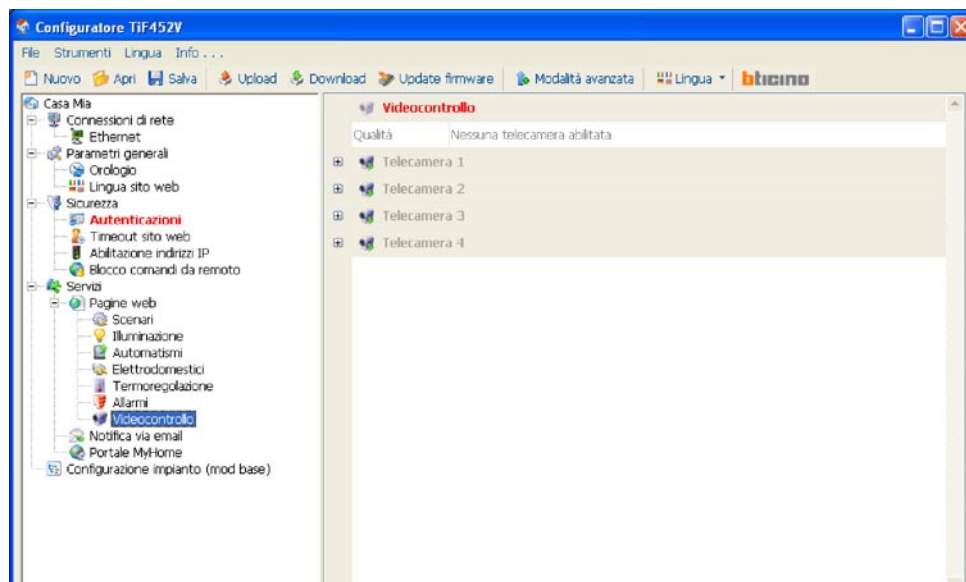 Configuratore TiF452V
File Strumenti Lingua Info . . .
Nuovo Apri Salva Upload Download Update firmware Modalità avanzata Lingua bticino
Casa Mia
Connessioni di rete
Ethernet
Parametri generali
Orologio
Lingua sito web
Sicurezza
Autenticazioni
Timeout sito web
Abilitazione indirizzi IP
Blocco comandi da remoto
Servizi
Pagine web
Scenari
Illuminazione
Automatismi
Elettrodomestici
Termoregolazione
Allarmi
Videocontrollo
Notifica via email
Portale MyHome
Configurazione impianto (mod base)
Videocontrollo
Qualità Nessuna telecamera abilitata
Telecamera 1
Telecamera 2
Telecamera 3
Telecamera 4